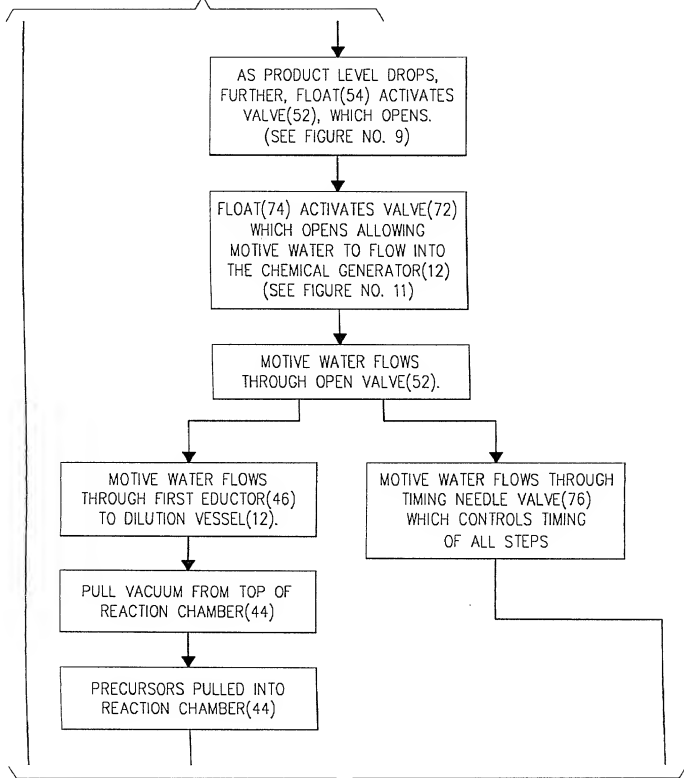 AS PRODUCT LEVEL DROPS,
FURTHER, FLOAT(54) ACTIVATES
VALVE(52), WHICH OPENS.
(SEE FIGURE NO. 9)
FLOAT(74) ACTIVATES VALVE(72)
WHICH OPENS ALLOWING
MOTIVE WATER TO FLOW INTO
THE CHEMICAL GENERATOR(12)
(SEE FIGURE NO. 11)
MOTIVE WATER FLOWS
THROUGH OPEN VALVE(52).
MOTIVE WATER FLOWS
THROUGH FIRST EDUCTOR(46)
TO DILUTION VESSEL(12).
MOTIVE WATER FLOWS THROUGH
TIMING NEEDLE VALVE(76)
WHICH CONTROLS TIMING
OF ALL STEPS
PULL VACUUM FROM TOP OF
REACTION CHAMBER(44)
PRECURSORS PULLED INTO
REACTION CHAMBER(44)